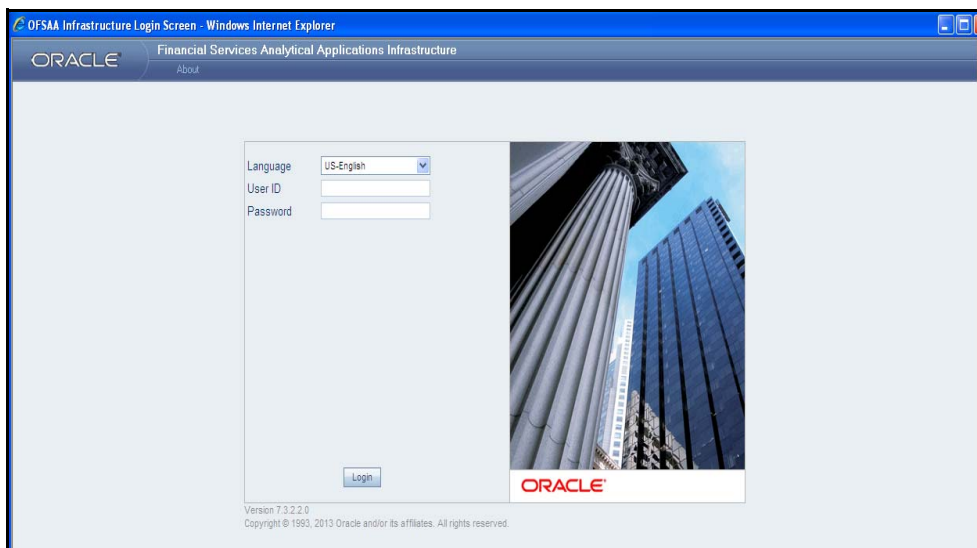 OFSAA Infrastructure Login Screen - Windows Internet Explorer
ORACLE®
Financial Services Analytical Applications Infrastructure
About
Language
US-English
User ID
Password
Login
ORACLE®
Version 7.3.2.2.0
Copyright © 1993, 2013 Oracle and/or its affiliates. All rights reserved.